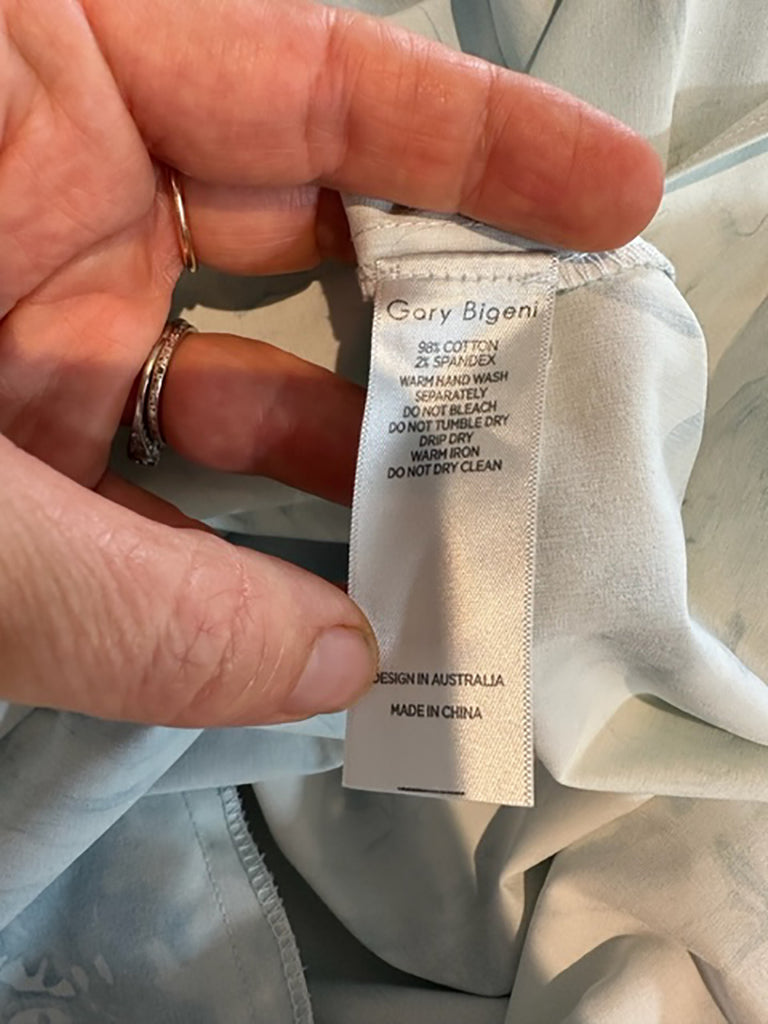 Gary Bigeni
98% COTTON
2% SPANDEX
WARM HAND WASH
SEPARATELY
DO NOT BLEACH
DO NOT TUMBLE DRY
DRIP DRY
WARM IRON
DO NOT DRY CLEAN
DESIGN IN AUSTRALIA
MADE IN CHINA